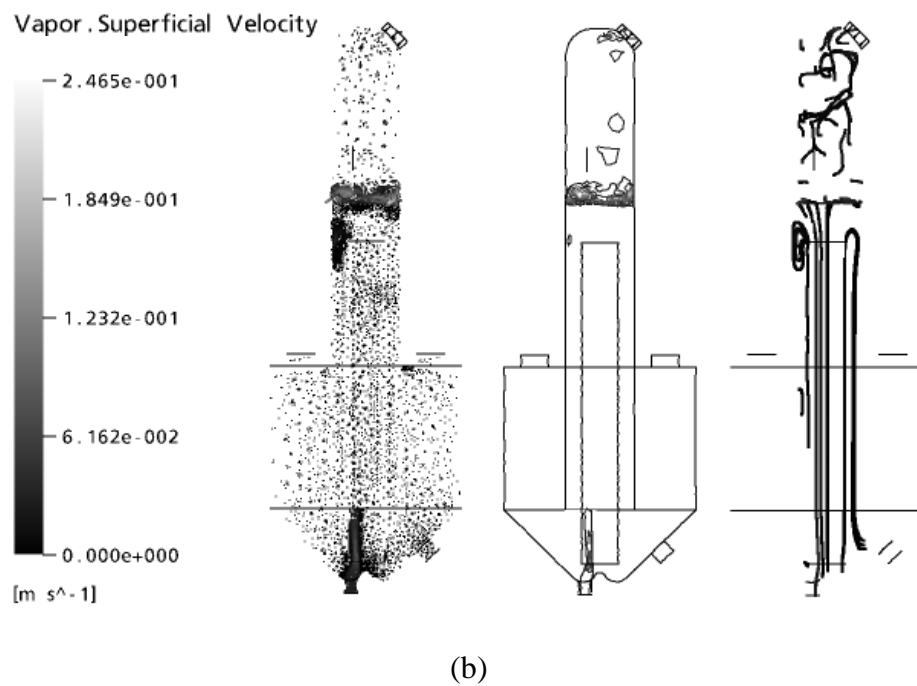 Vapor.Superficial Velocity
2.465e-001
1.849e-001
1.232e-001
6.162e-002
0.000e+000
[m s^-1]
(b)